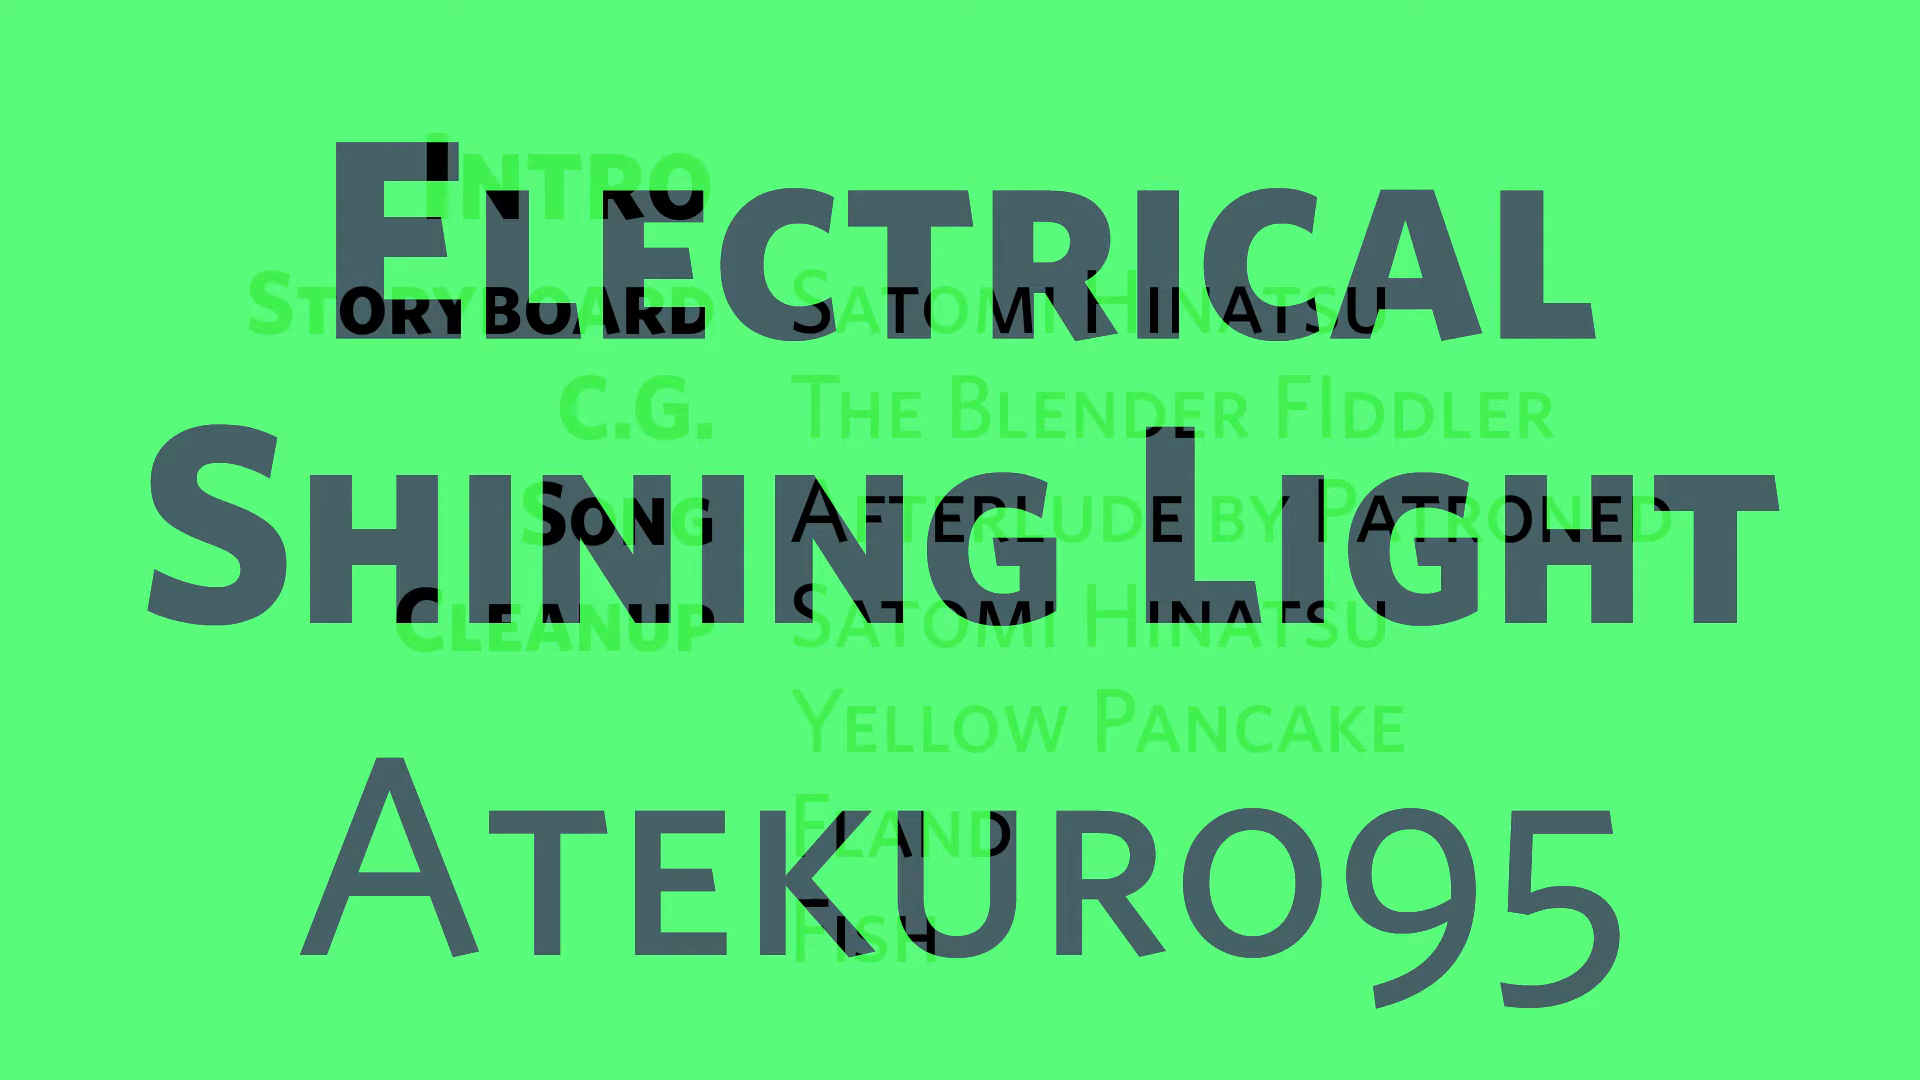 Electrical
Shining Light
Atekuro95
Intro
Storyboard Satomi Hinatsu
C.G. The Blender FIddler
Song Afterlude by Patroned
Cleanup Satomi Hinatsu
Yellow Pancake
Eland
Fish